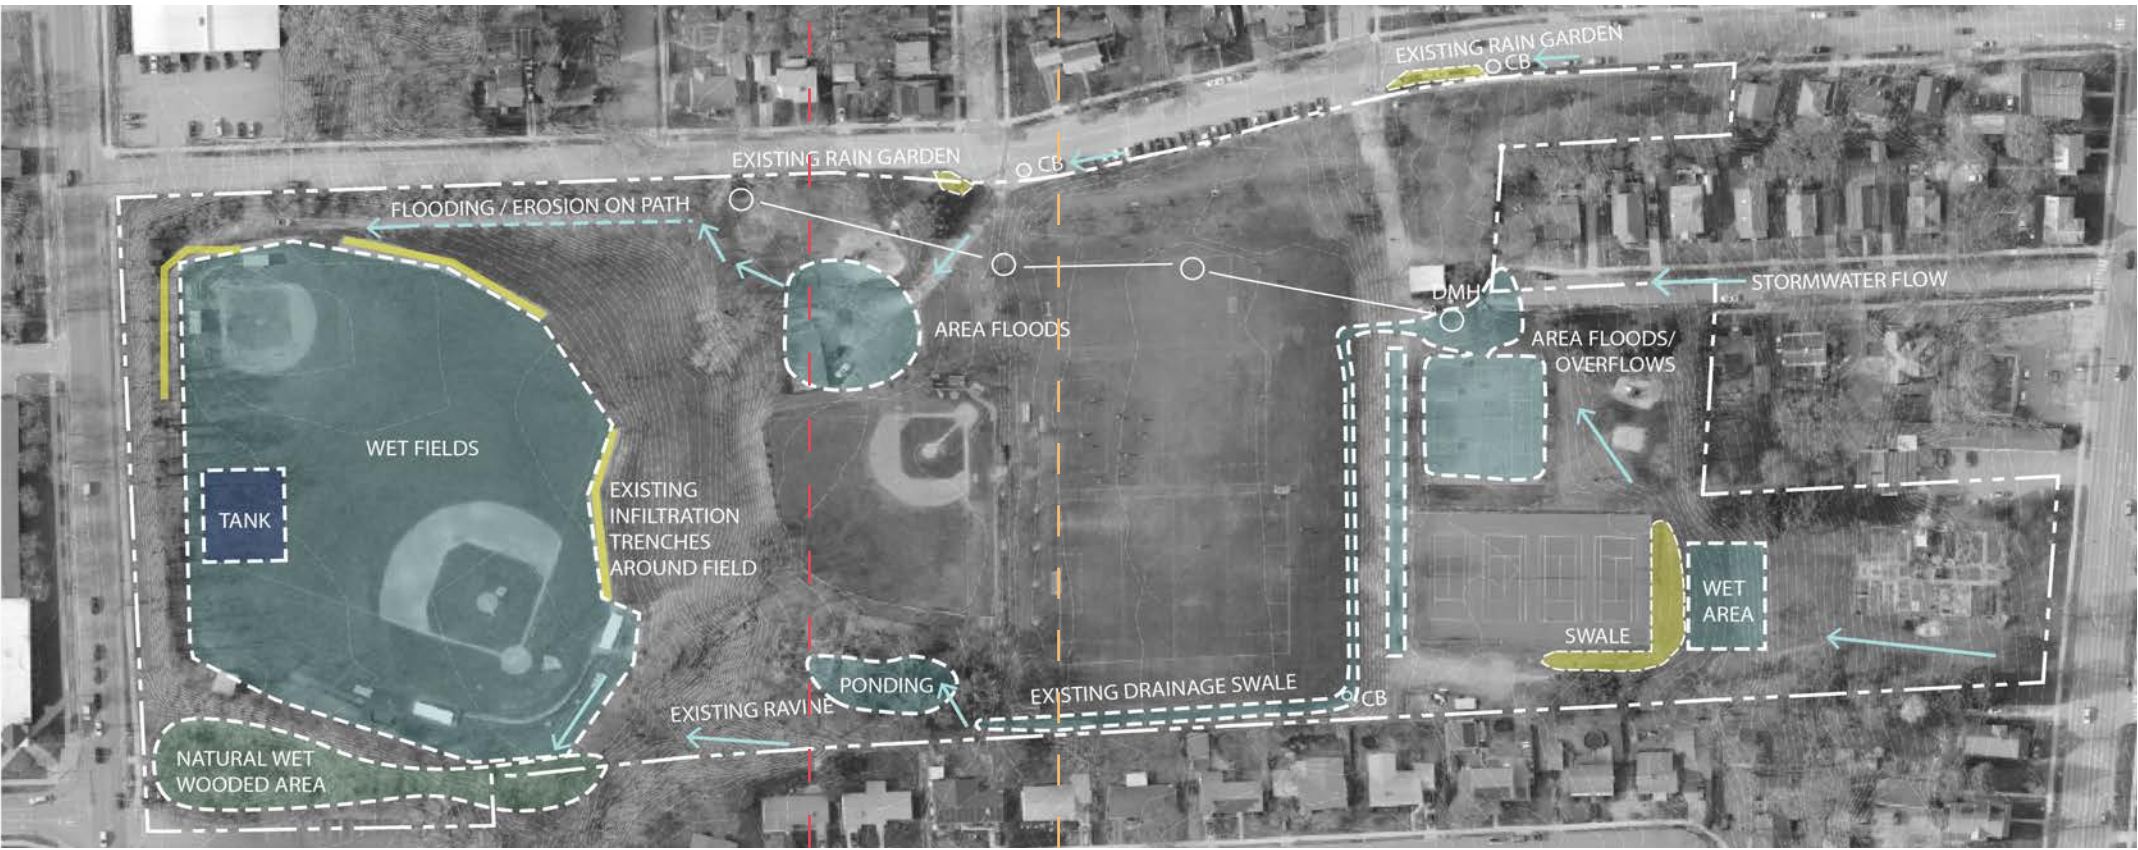 EXISTING RAIN GARDEN
CB
EXISTING RAIN GARDEN
CB
FLOODING / EROSION ON PATH
STORMWATER FLOW
DMH
AREA FLOODS
AREA FLOODS/
OVERFLOWS
WET FIELDS
TANK
EXISTING
INFILTRATION
TRENCHES
AROUND FIELD
WET
AREA
SWALE
PONDING
EXISTING DRAINAGE SWALE
CB
EXISTING RAVINE
NATURAL WET
WOODED AREA